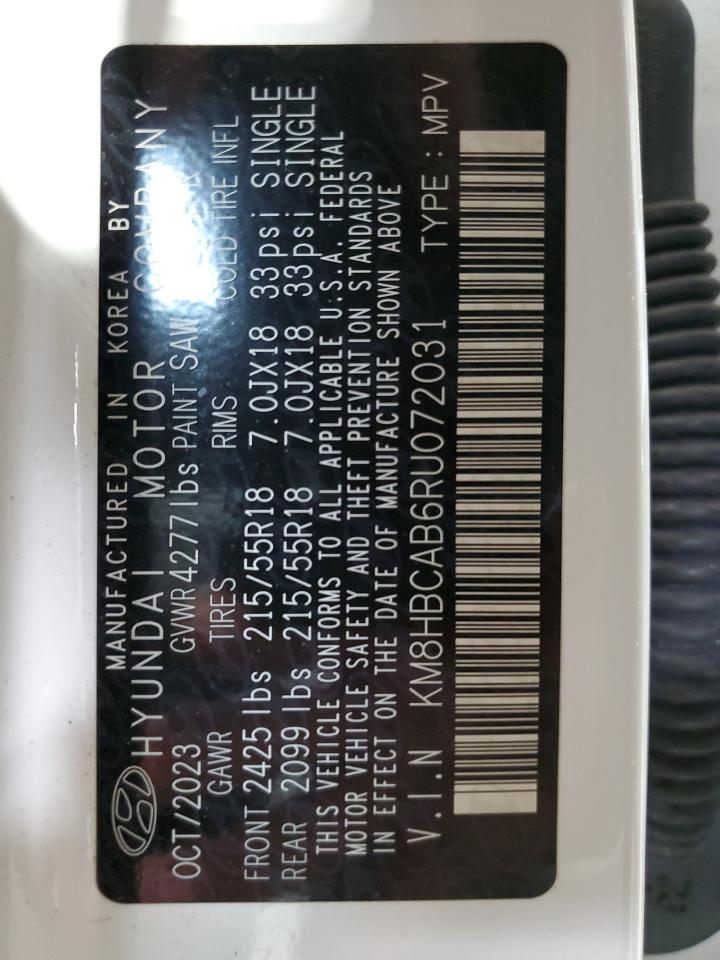 MANUFACTURED IN KOREA BY
HYUNDAI MOTOR COMPANY
OCT/2023 GVWR 4277 lbs PAINT SAW
GAWR TIRES RIMS COLD TIRE INFL
FRONT 2425 lbs 215/55R18 7.0JX18 33psi SINGLE
REAR 2099 lbs 215/55R18 7.0JX18 33psi SINGLE
THIS VEHICLE CONFORMS TO ALL APPLICABLE U.S.A. FEDERAL
MOTOR VEHICLE SAFETY AND THEFT PREVENTION STANDARDS
IN EFFECT ON THE DATE OF MANUFACTURE SHOWN ABOVE
V.I.N KM8HBCAB6RU072031 TYPE : MPV